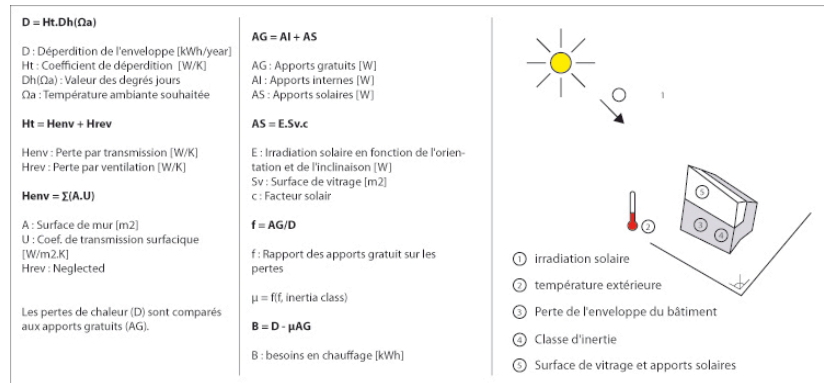 D = Ht.Dh(Ωa)
D : Déperdition de l'enveloppe [kWh/year]
Ht : Coefficient de déperdition [W/K]
Dh(Ωa) : Valeur des degrés jours
Ωa : Température ambiante souhaitée
Ht = Henv + Hrev
Henv : Perte par transmission [W/K]
Hrev : Perte par ventilation [W/K]
Henv = ∑(A.U)
A : Surface de mur [m2]
U : Coef. de transmission surfacique
[W/m2.K]
Hrev : Neglected
Les pertes de chaleur (D) sont comparés
aux apports gratuits (AG).
AG = AI + AS
AG : Apports gratuits [W]
AI : Apports internes [W]
AS : Apports solaires [W]
AS = E.Sv.c
E : Irradiation solaire en fonction de l'orien-
tation et de l'inclinaison [W]
Sv : Surface de vitrage [m2]
c : Facteur solair
f = AG/D
f : Rapport des apports gratuit sur les
pertes
μ = f(f, inertia class)
B = D - μAG
B : besoins en chauffage [kWh]
1
5
2
3
4
1 irradiation solaire
2 température extérieure
3 Perte de l'enveloppe du bâtiment
4 Classe d'inertie
5 Surface de vitrage et apports solaires